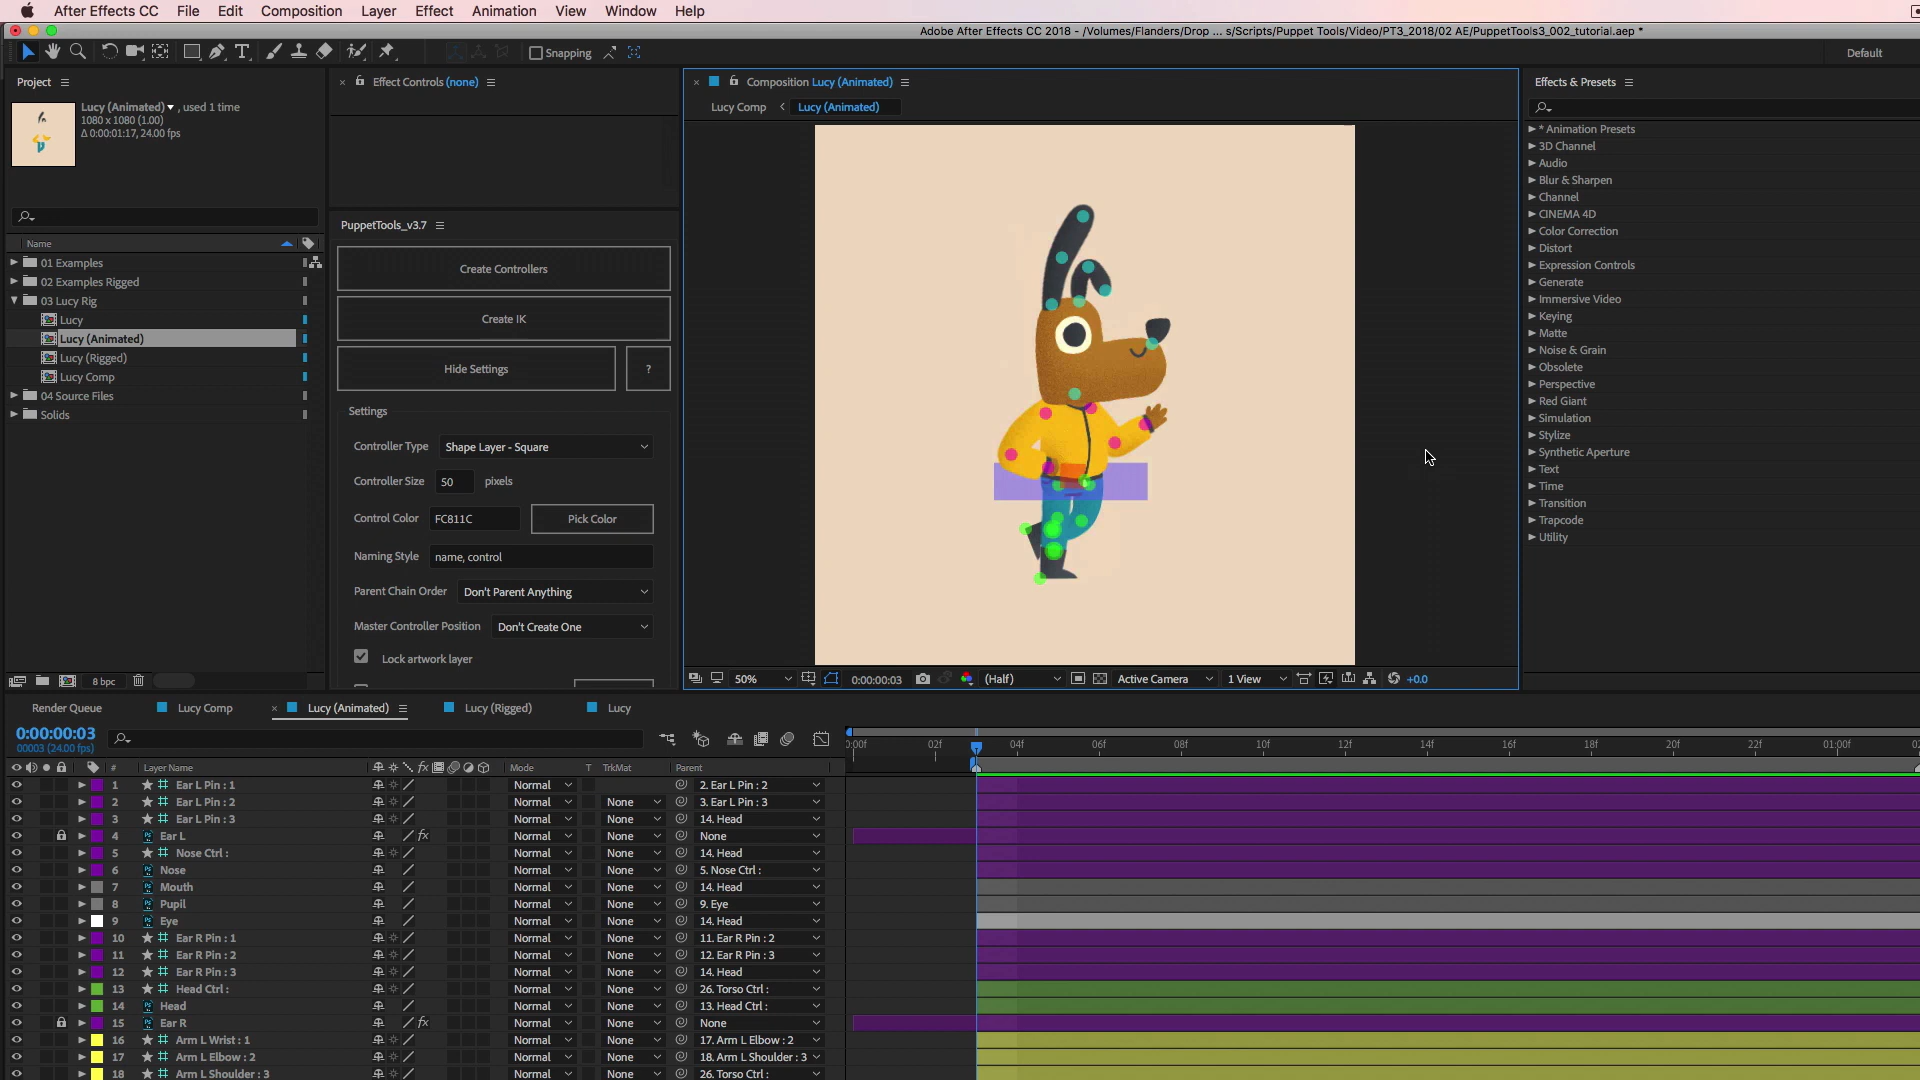 After Effects CC File Edit Composition Layer Effect Animation View Window Help
Adobe After Effects CC 2018 - /Volumes/Flanders/Drop ... s/Scripts/Puppet Tools/Video/PT3_2018/02 AE/PuppetTools3_002_tutorial.aep *
Snapping
Default
Project
Effect Controls (none)
Composition Lucy (Animated)
Effects & Presets
Lucy (Animated) , used 1 time
1080 x 1080 (1.00)
Δ 0:00:01:17, 24.00 fps
Lucy Comp
Lucy (Animated)
* Animation Presets
3D Channel
Audio
Blur & Sharpen
Channel
CINEMA 4D
Color Correction
Distort
Expression Controls
Generate
Immersive Video
Keying
Matte
Noise & Grain
Obsolete
Perspective
Red Giant
Simulation
Stylize
Synthetic Aperture
Text
Time
Transition
Trapcode
Utility
Name
01 Examples
02 Examples Rigged
03 Lucy Rig
Lucy
Lucy (Animated)
Lucy (Rigged)
Lucy Comp
04 Source Files
Solids
8 bpc
PuppetTools_v3.7
Create Controllers
Create IK
Hide Settings
?
Settings
Controller Type Shape Layer - Square
Controller Size 50 pixels
Control Color FC811C Pick Color
Naming Style name, control
Parent Chain Order Don't Parent Anything
Master Controller Position Don't Create One
Lock artwork layer
50% 0:00:00:03 (Half) Active Camera 1 View +0.0
Render Queue Lucy Comp Lucy (Animated) Lucy (Rigged) Lucy
0:00:00:03
00003 (24.00 fps)
0:00f 02f 04f 06f 08f 10f 12f 14f 16f 18f 20f 22f 01:00f 02
# Layer Name Mode T TrkMat Parent
1 Ear L Pin : 1 Normal 2. Ear L Pin : 2
2 Ear L Pin : 2 Normal None 3. Ear L Pin : 3
3 Ear L Pin : 3 Normal None 14. Head
4 Ear L fx Normal None None
5 Nose Ctrl : Normal None 14. Head
6 Nose Normal None 5. Nose Ctrl :
7 Mouth Normal None 14. Head
8 Pupil Normal None 9. Eye
9 Eye Normal None 14. Head
10 Ear R Pin : 1 Normal None 11. Ear R Pin : 2
11 Ear R Pin : 2 Normal None 12. Ear R Pin : 3
12 Ear R Pin : 3 Normal None 14. Head
13 Head Ctrl : Normal None 26. Torso Ctrl :
14 Head Normal None 13. Head Ctrl :
15 Ear R fx Normal None None
16 Arm L Wrist : 1 Normal None 17. Arm L Elbow : 2
17 Arm L Elbow : 2 Normal None 18. Arm L Shoulder : 3
18 Arm L Shoulder : 3 Normal None 26. Torso Ctrl :